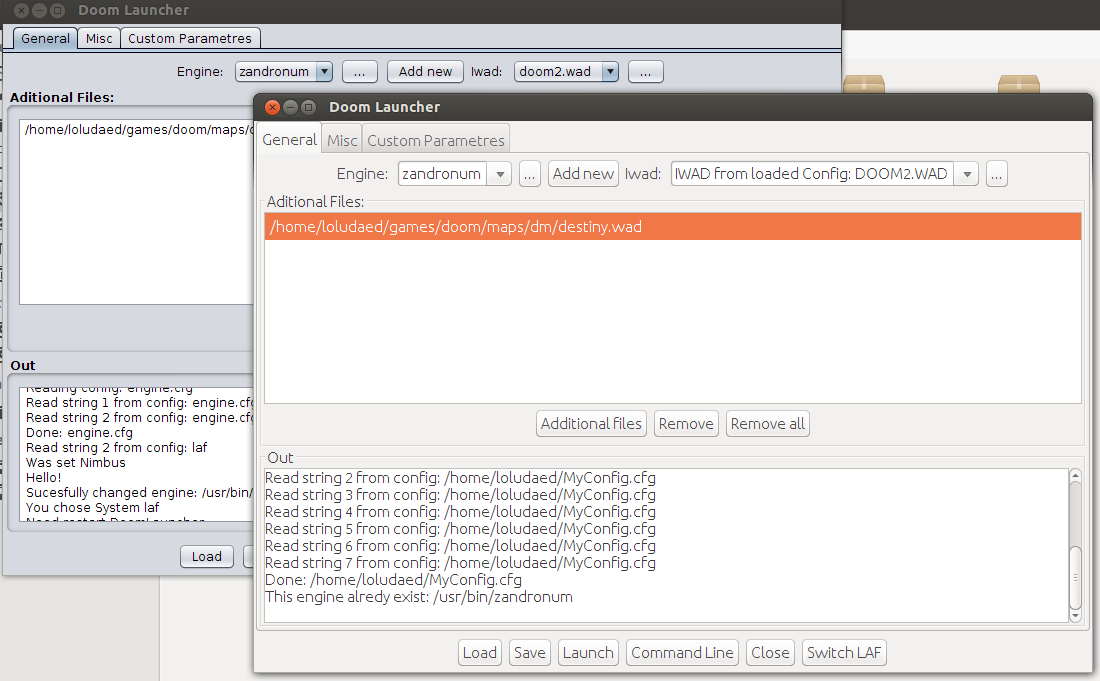 Doom Launcher
General Misc Custom Parametres
Engine: zandronum ... Add new Iwad: doom2.wad ...
Aditional Files:
/home/loludaed/games/doom/maps/
Out
Reading config: engine.cfg
Read string 1 from config: engine.cfg
Read string 2 from config: engine.cfg
Done: engine.cfg
Read string 2 from config: laf
Was set Nimbus
Hello!
Sucesfully changed engine: /usr/bin/
You chose System laf
Need restart DoomLauncher
Load
Doom Launcher
General Misc Custom Parametres
Engine: zandronum ... Add new Iwad: IWAD from loaded Config: DOOM2.WAD ...
Aditional Files:
/home/loludaed/games/doom/maps/dm/destiny.wad
Additional files Remove Remove all
Out
Read string 2 from config: /home/loludaed/MyConfig.cfg
Read string 3 from config: /home/loludaed/MyConfig.cfg
Read string 4 from config: /home/loludaed/MyConfig.cfg
Read string 5 from config: /home/loludaed/MyConfig.cfg
Read string 6 from config: /home/loludaed/MyConfig.cfg
Read string 7 from config: /home/loludaed/MyConfig.cfg
Done: /home/loludaed/MyConfig.cfg
This engine alredy exist: /usr/bin/zandronum
Load Save Launch Command Line Close Switch LAF